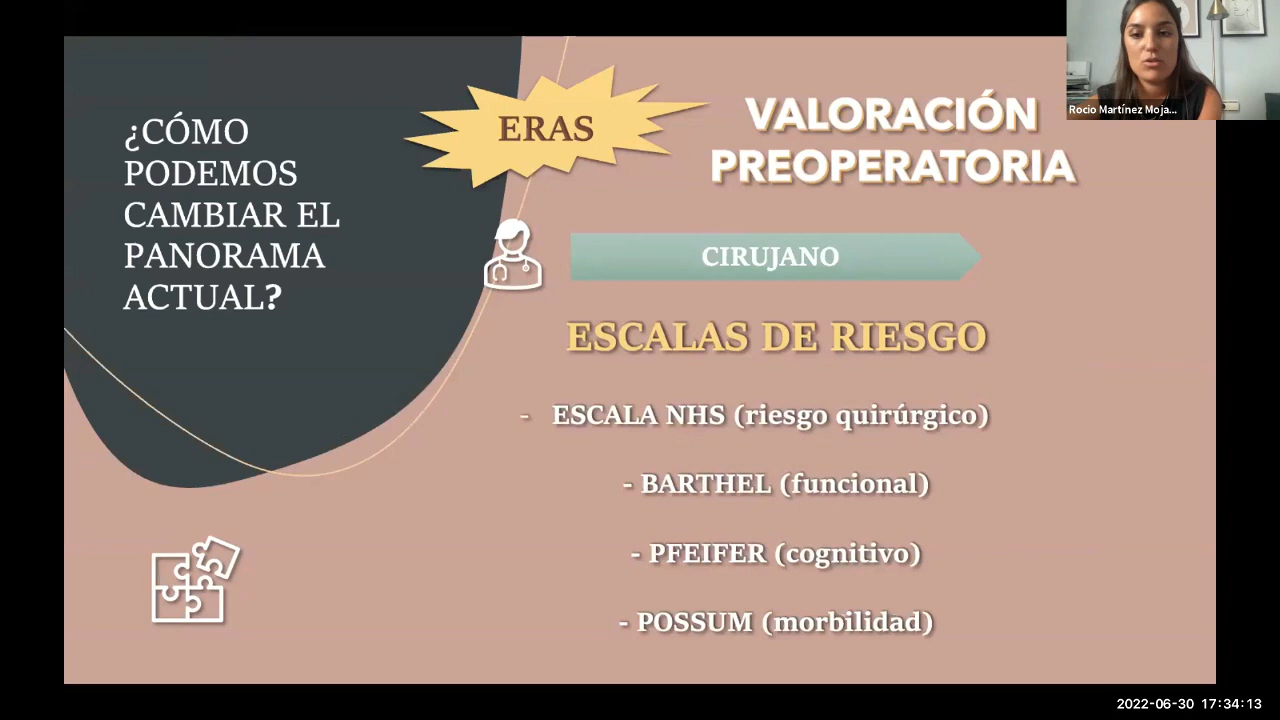 ¿CÓMO
PODEMOS
CAMBIAR EL
PANORAMA
ACTUAL?
ERAS
VALORACIÓN
PREOPERATORIA
CIRUJANO
ESCALAS DE RIESGO
- ESCALA NHS (riesgo quirúrgico)
- BARTHEL (funcional)
- PFEIFER (cognitivo)
- POSSUM (morbilidad)
Rocio Martínez Moja...
2022-06-30 17:34:13